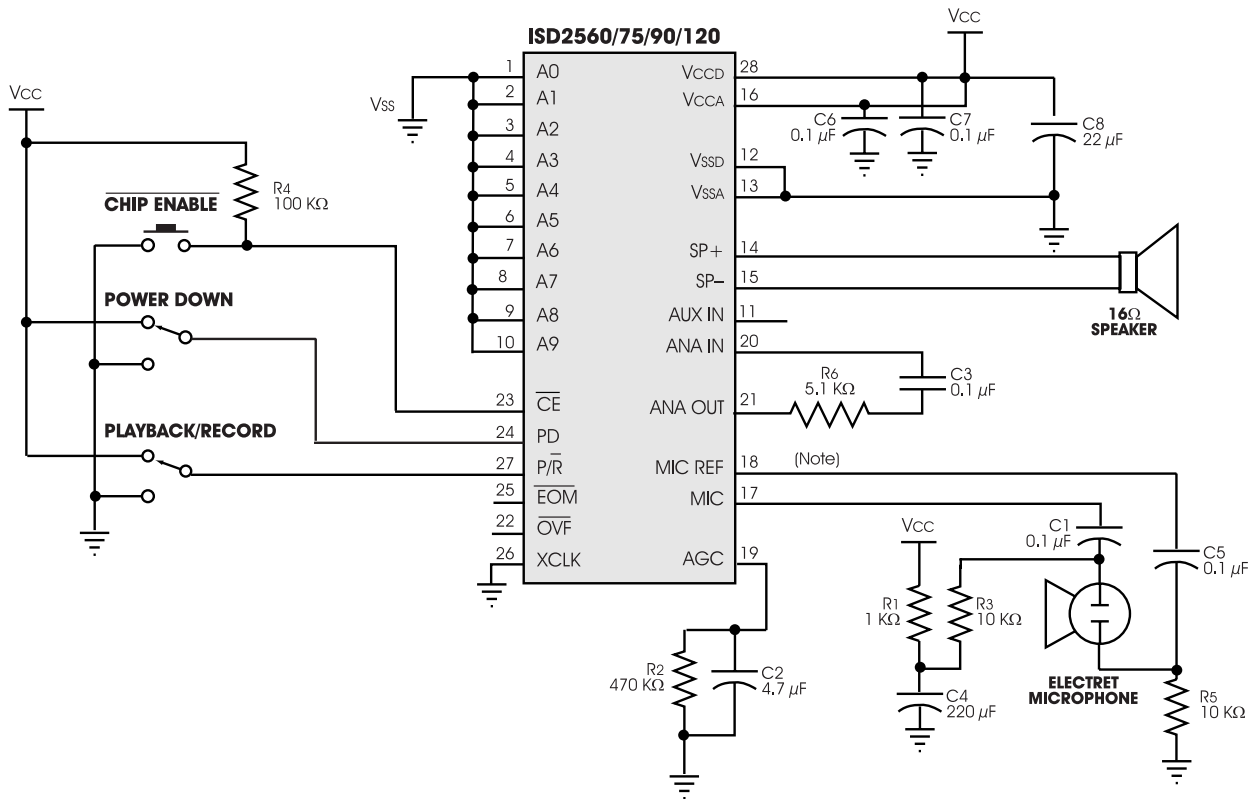 ISD2560/75/90/120
VCC
VCC
VSS
1 A0
2 A1
3 A2
4 A3
5 A4
6 A5
7 A6
8 A7
9 A8
10 A9
23 C̅E̅
24 PD
27 P/R̅
25 E̅O̅M̅
22 O̅V̅F̅
26 XCLK
VCCD 28
VCCA 16
VSSD 12
VSSA 13
SP+ 14
SP– 15
AUX IN 11
ANA IN 20
ANA OUT 21
MIC REF 18
MIC 17
AGC 19
R4
100 KΩ
C̅H̅I̅P̅ E̅N̅A̅B̅L̅E̅
POWER DOWN
PLAYBACK/RECORD
C6
0.1 µF
C7
0.1 µF
C8
22 µF
16Ω
SPEAKER
R6
5.1 KΩ
C3
0.1 µF
(Note)
VCC
C1
0.1 µF
C5
0.1 µF
R1
1 KΩ
R3
10 KΩ
C4
220 µF
ELECTRET
MICROPHONE
R5
10 KΩ
R2
470 KΩ
C2
4.7 µF